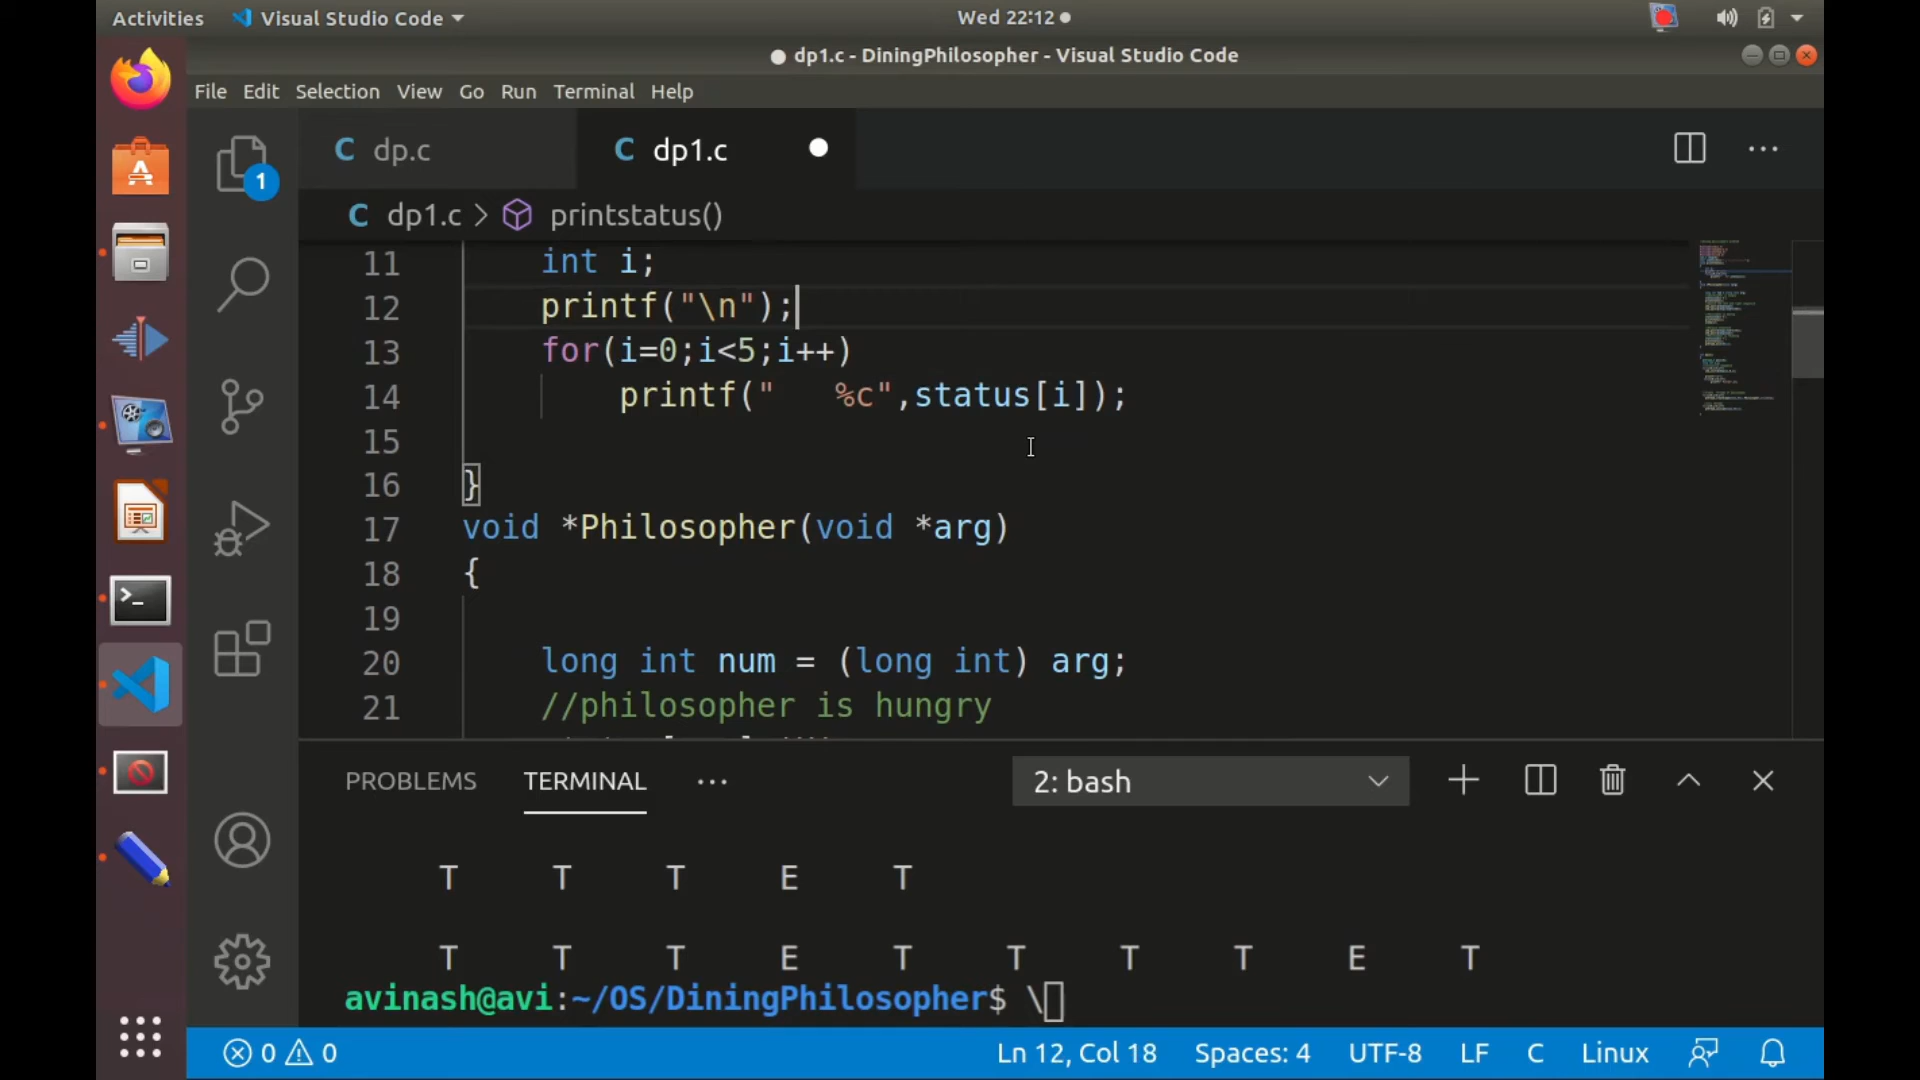 Activities Visual Studio Code Wed 22:12
dp1.c - DiningPhilosopher - Visual Studio Code
File Edit Selection View Go Run Terminal Help
C dp.c C dp1.c
1
C dp1.c > printstatus()
11 int i;
12 printf("\n");
13 for(i=0;i<5;i++)
14 printf("   %c",status[i]);
15
16 }
17 void *Philosopher(void *arg)
18 {
19
20 long int num = (long int) arg;
21 //philosopher is hungry
PROBLEMS TERMINAL ··· 2: bash
T T T E T
T T T E T T T T E T
avinash@avi:~/OS/DiningPhilosopher$ \
0 0 Ln 12, Col 18 Spaces: 4 UTF-8 LF C Linux